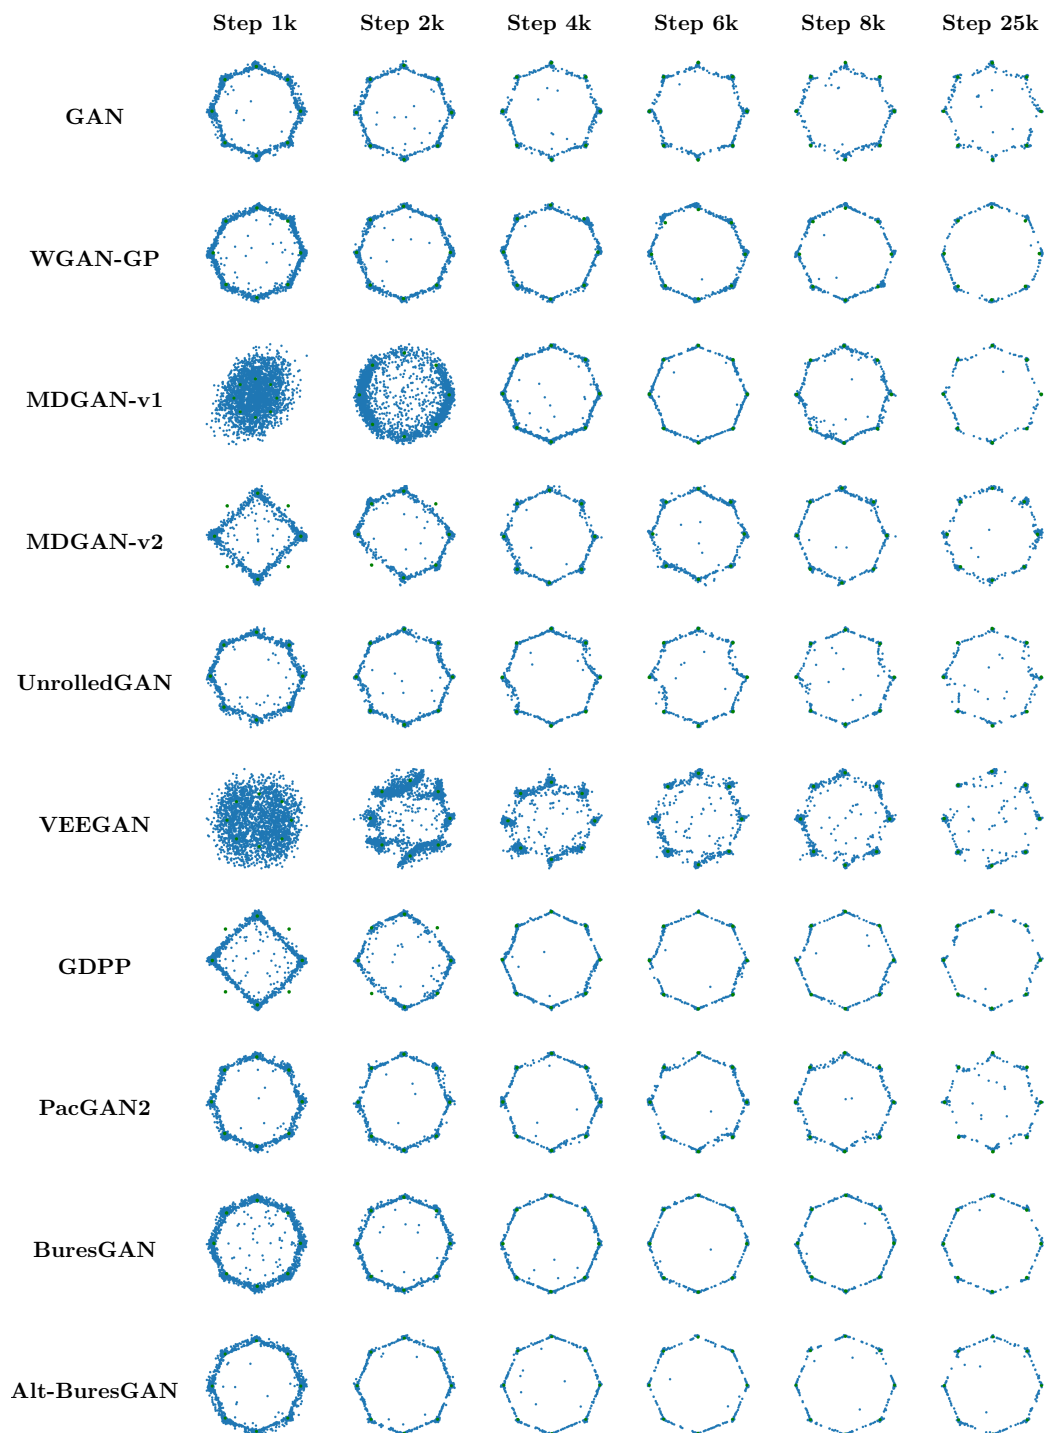 Step 1k Step 2k Step 4k Step 6k Step 8k Step 25k
GAN
WGAN-GP
MDGAN-v1
MDGAN-v2
UnrolledGAN
VEEGAN
GDPP
PacGAN2
BuresGAN
Alt-BuresGAN